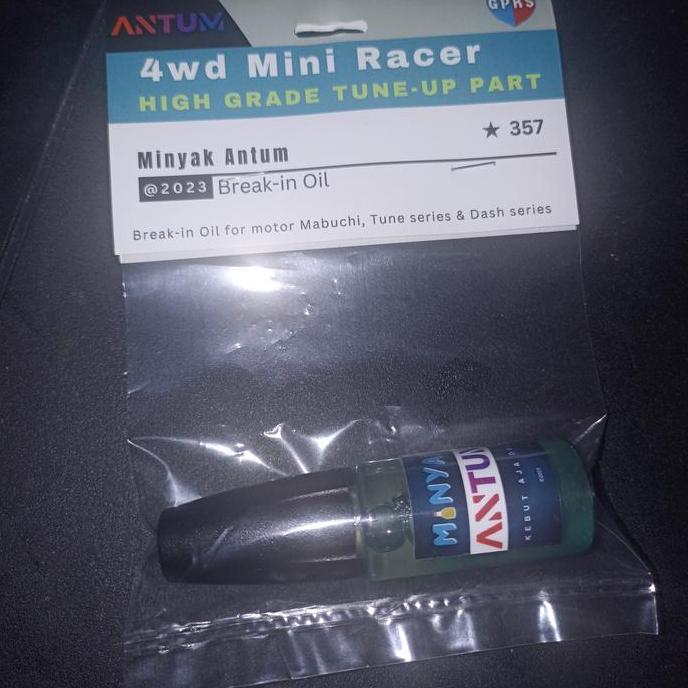 ANTUM
GPRS
4wd Mini Racer
HIGH GRADE TUNE-UP PART
★ 357
Minyak Antum
@2023 Break-in Oil
Break-in Oil for motor Mabuchi, Tune series & Dash series
MINYA
ANTUM
KEBUT AJA